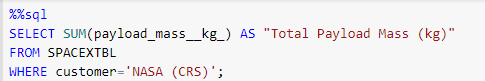 %%sql
SELECT SUM(payload_mass__kg_) AS "Total Payload Mass (kg)"
FROM SPACEXTBL
WHERE customer='NASA (CRS)';